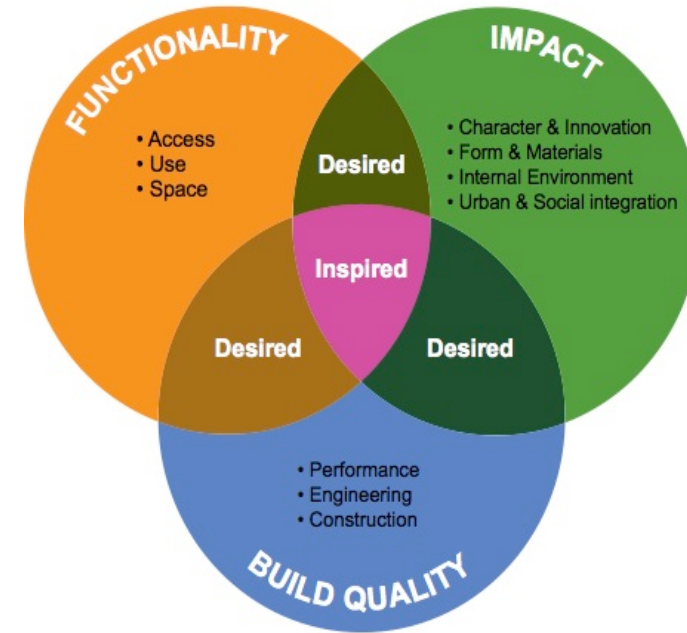 FUNCTIONALITY
• Access
• Use
• Space
IMPACT
• Character & Innovation
• Form & Materials
• Internal Environment
• Urban & Social integration
Desired
Inspired
Desired
Desired
• Performance
• Engineering
• Construction
BUILD QUALITY